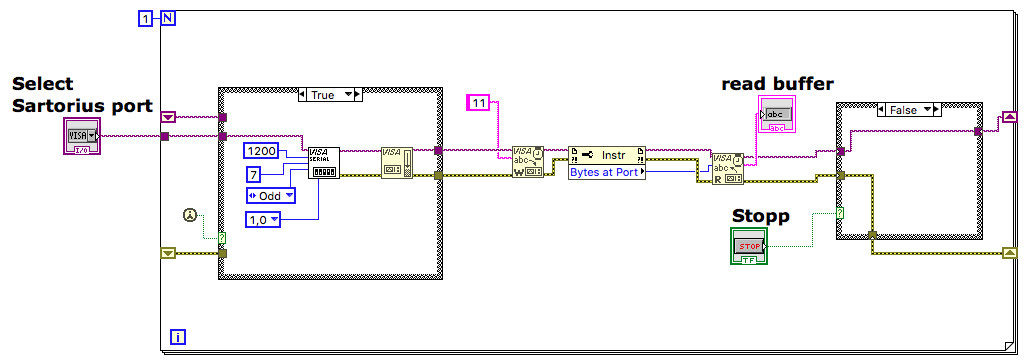 1
N
Select
Sartorius port
VISA
I/O
True
1200
7
Odd
1,0
VISA
SERIAL
VISA
11
VISA
abc
W
Instr
Bytes at Port
read buffer
abc
abc
VISA
abc
R
Stopp
STOP
TF
False
?
?
i